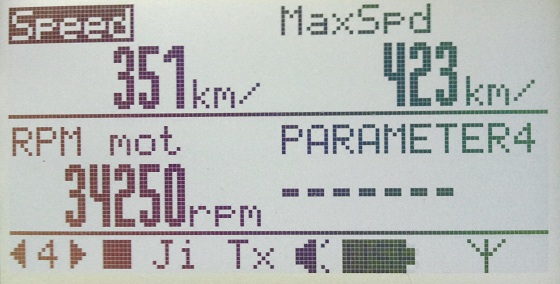 Speed MaxSpd
351km/ 423km/
RPM mot PARAMETER4
34250rpm -------
4 Ji Tx